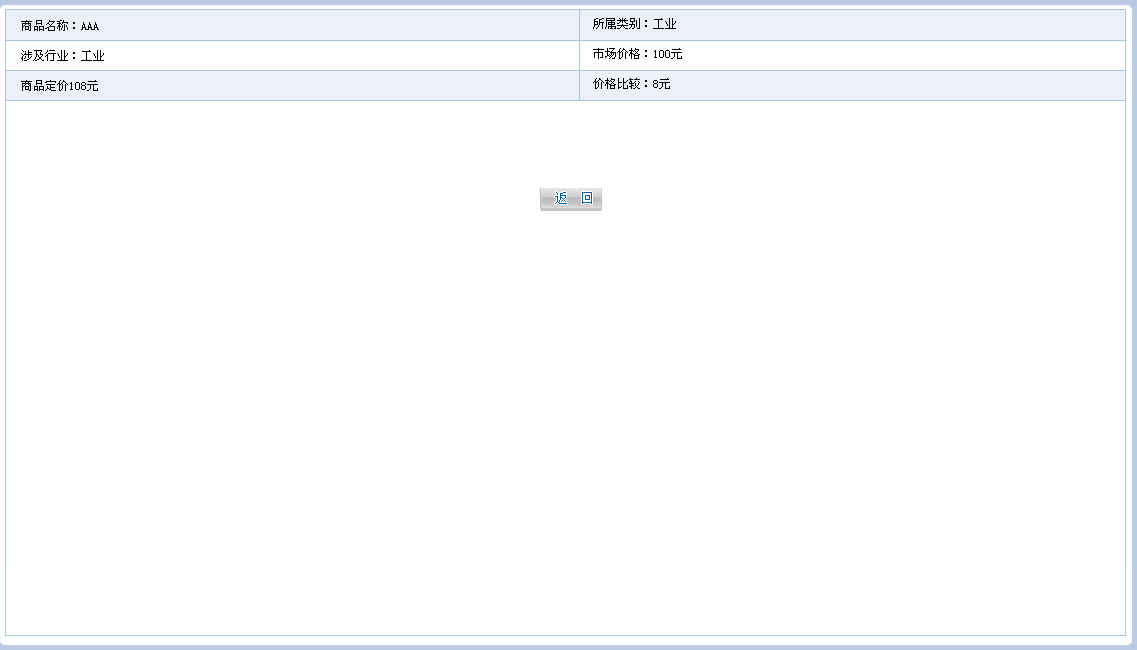 商品名称：AAA
所属类别：工业
涉及行业：工业
市场价格：100元
商品定价108元
价格比较：8元
返 回